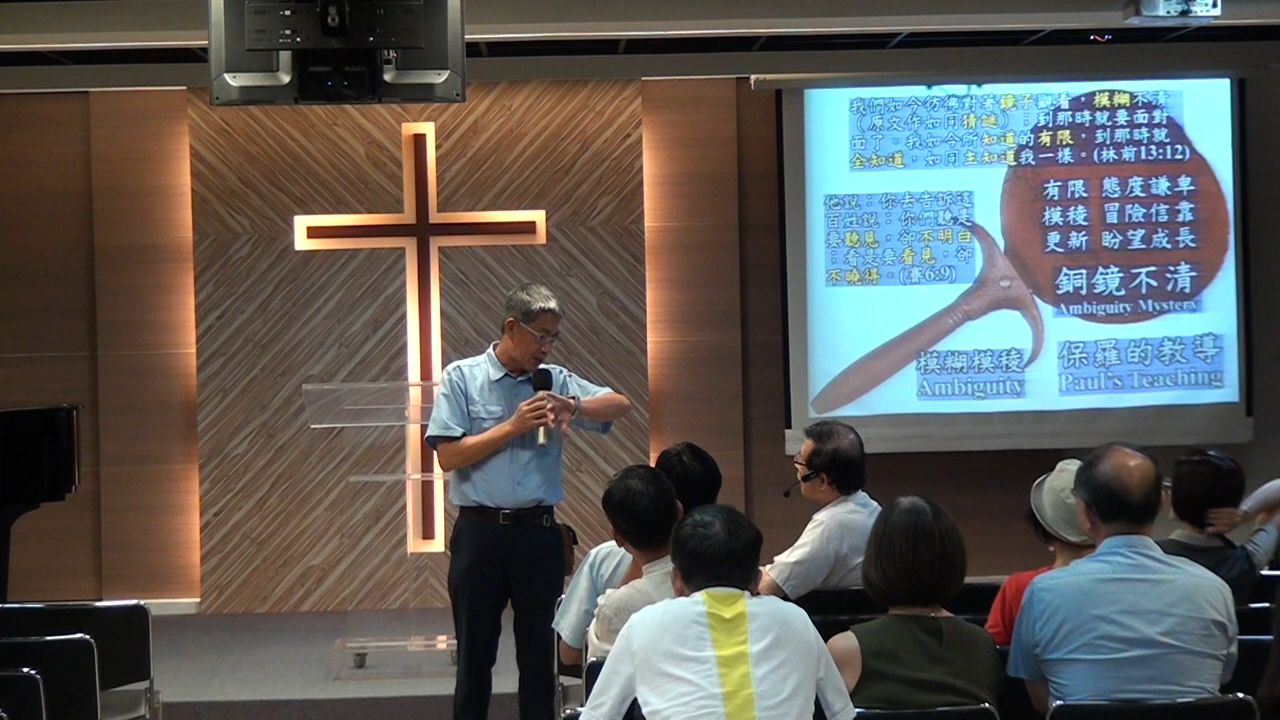 我們如今彷彿對著鏡子觀看，模糊不清
（原文作如同猜謎）；到那時就要面對
面了。我如今所知道的有限，到那時就
全知道，如同主知道我一樣。(林前13:12)
他說：你去告訴這
百姓說：你們聽是
要聽見，卻不明白
；看是要看見，卻
不曉得。(賽6:9)
有限 態度謙卑
模稜 冒險信靠
更新 盼望成長
銅鏡不清
Ambiguity Mystery
模糊模稜
Ambiguity
保羅的教導
Paul's Teaching